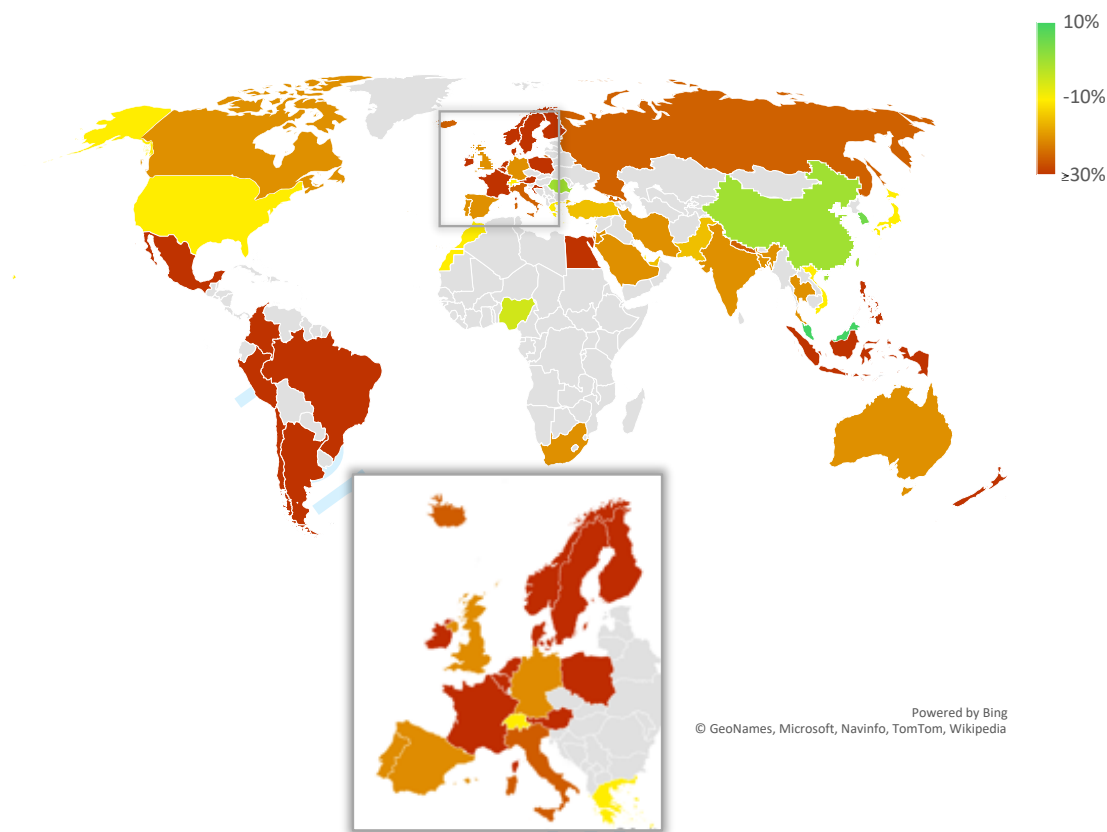 10%
-10%
≥30%
Powered by Bing
© GeoNames, Microsoft, Navinfo, TomTom, Wikipedia